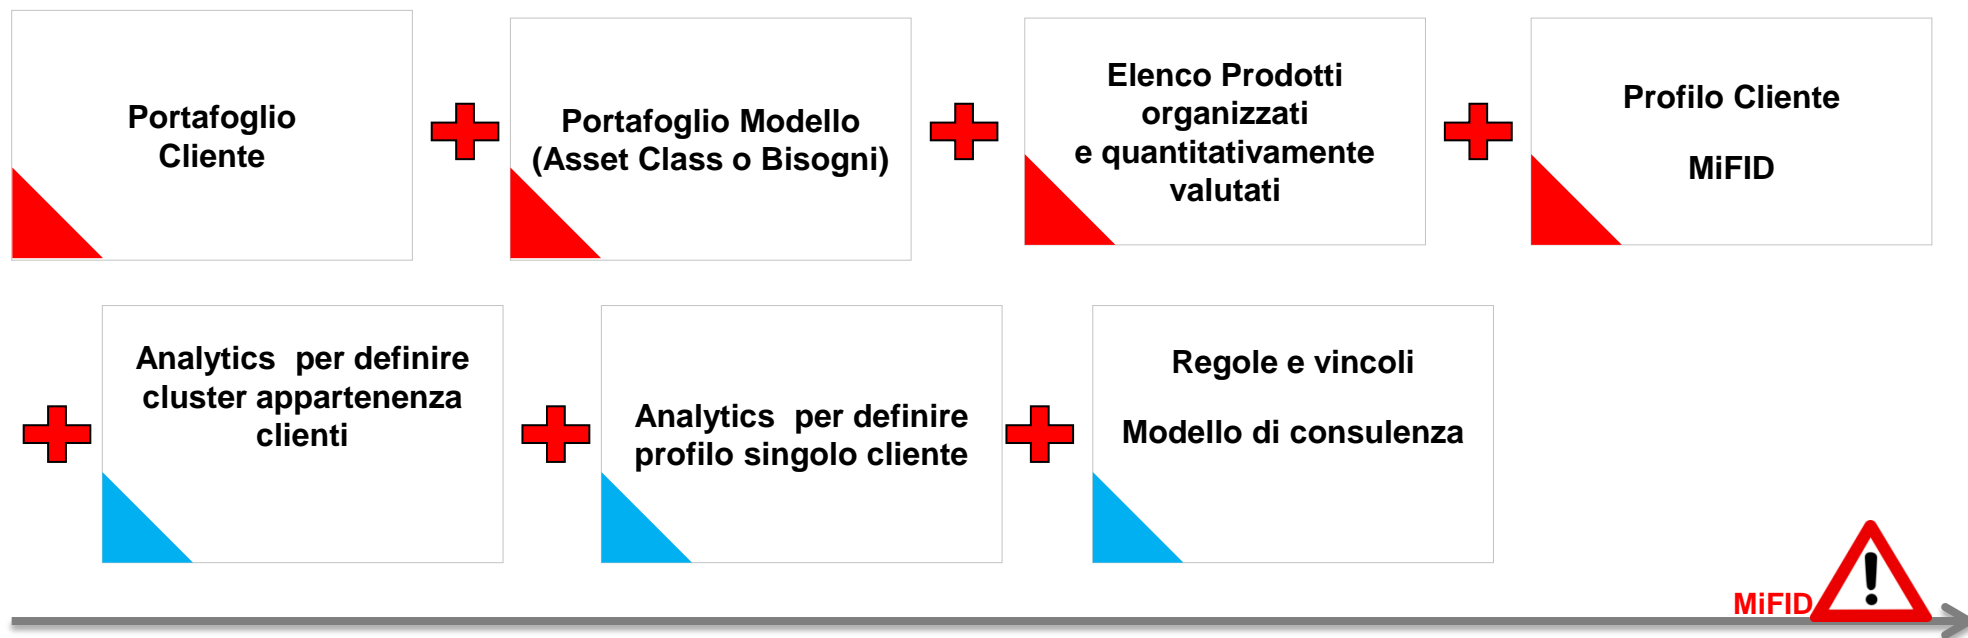 Portafoglio
Cliente
Portafoglio Modello
(Asset Class o Bisogni)
Elenco Prodotti
organizzati
e quantitativamente
valutati
Profilo Cliente
MiFID
Analytics  per definire
cluster appartenenza
clienti
Analytics  per definire
profilo singolo cliente
Regole e vincoli
Modello di consulenza
MiFID